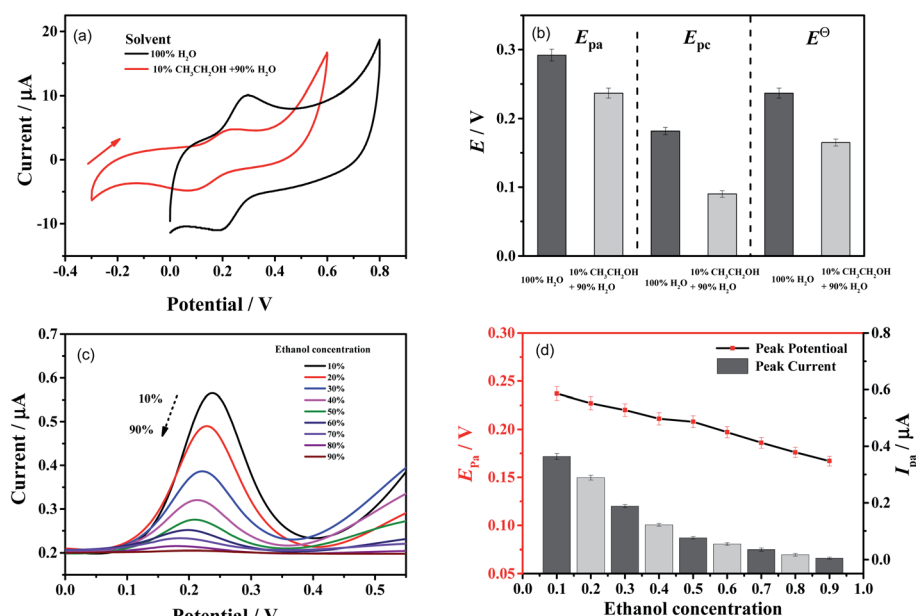 (a)
Solvent
100% H₂O
10% CH₃CH₂OH +90% H₂O
Current / μA
20
10
0
-10
-0.4 -0.2 0.0 0.2 0.4 0.6 0.8
Potential / V
(b)
Epa Epc E⊖
E / V
0.3
0.2
0.1
0.0
100% H₂O 10% CH₃CH₂OH + 90% H₂O 100% H₂O 10% CH₃CH₂OH + 90% H₂O 100% H₂O 10% CH₃CH₂OH + 90% H₂O
(c)
Ethanol concentration
10%
20%
30%
40%
50%
60%
70%
80%
90%
10%
90%
Current / μA
0.7
0.6
0.5
0.4
0.3
0.2
0.0 0.1 0.2 0.3 0.4 0.5
Potential / V
(d)
Peak Potentioal
Peak Current
EPa / V
0.30
0.25
0.20
0.15
0.10
0.05
Ipa / μA
0.8
0.6
0.4
0.2
0.0
0.0 0.1 0.2 0.3 0.4 0.5 0.6 0.7 0.8 0.9 1.0
Ethanol concentration